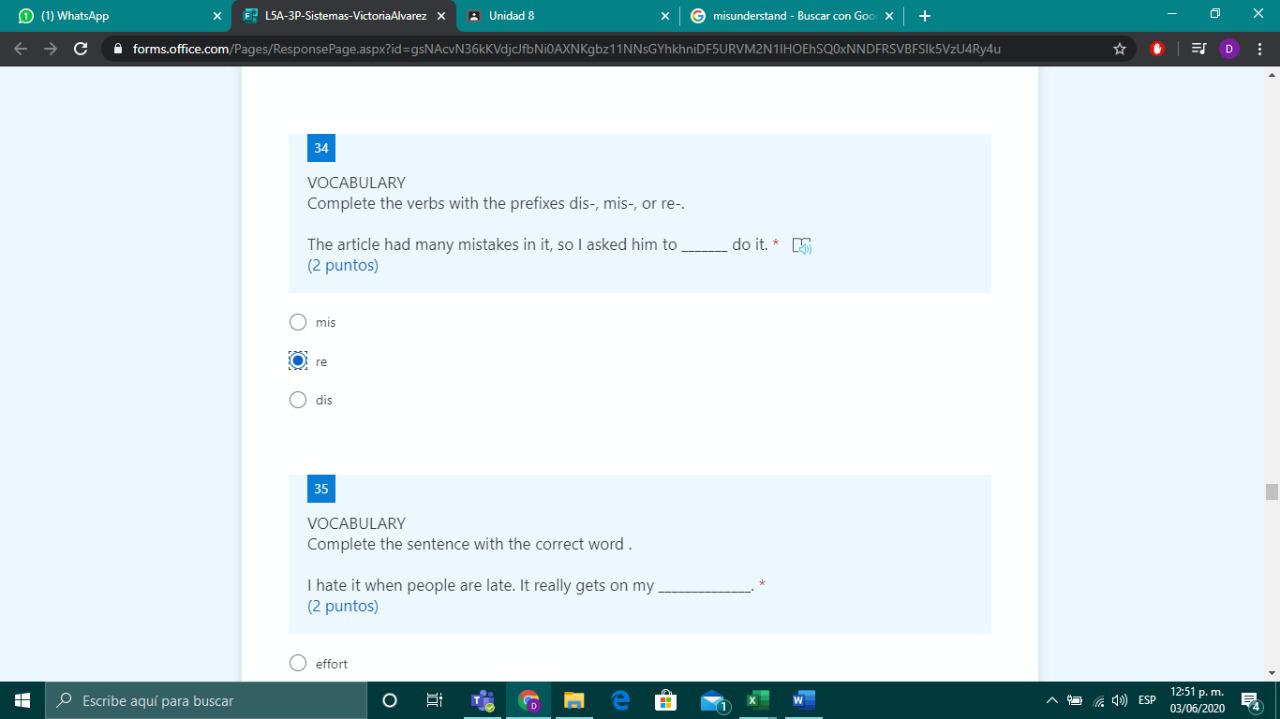 (1) WhatsApp
L5A-3P-Sistemas-VictoriaAlvarez
Unidad 8
misunderstand - Buscar con Goo
forms.office.com/Pages/ResponsePage.aspx?id=gsNAcvN36kKVdjcJfbNi0AXNKgbz11NNsGYhkhniDF5URVM2N1lHOEhSQ0xNNDFRSVBFSlk5VzU4Ry4u
D
34
VOCABULARY
Complete the verbs with the prefixes dis-, mis-, or re-.
The article had many mistakes in it, so I asked him to _______ do it. *
(2 puntos)
mis
re
dis
35
VOCABULARY
Complete the sentence with the correct word .
I hate it when people are late. It really gets on my ______________. *
(2 puntos)
effort
Escribe aquí para buscar
ESP
12:51 p. m.
03/06/2020